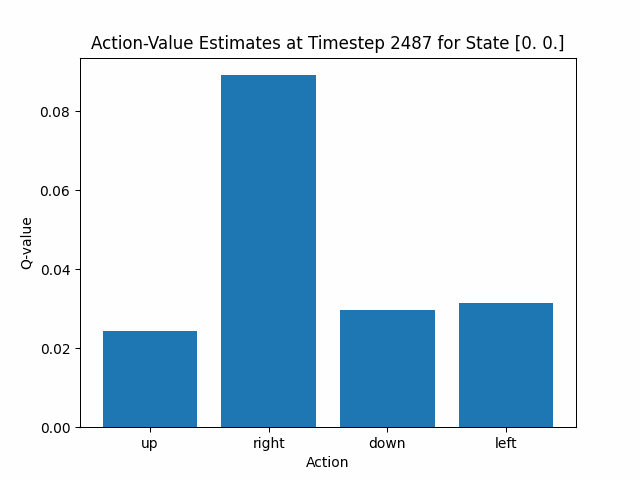 Action-Value Estimates at Timestep 2487 for State [0. 0.]
0.08
0.06
0.04
0.02
0.00
Q-value
up right down left
Action